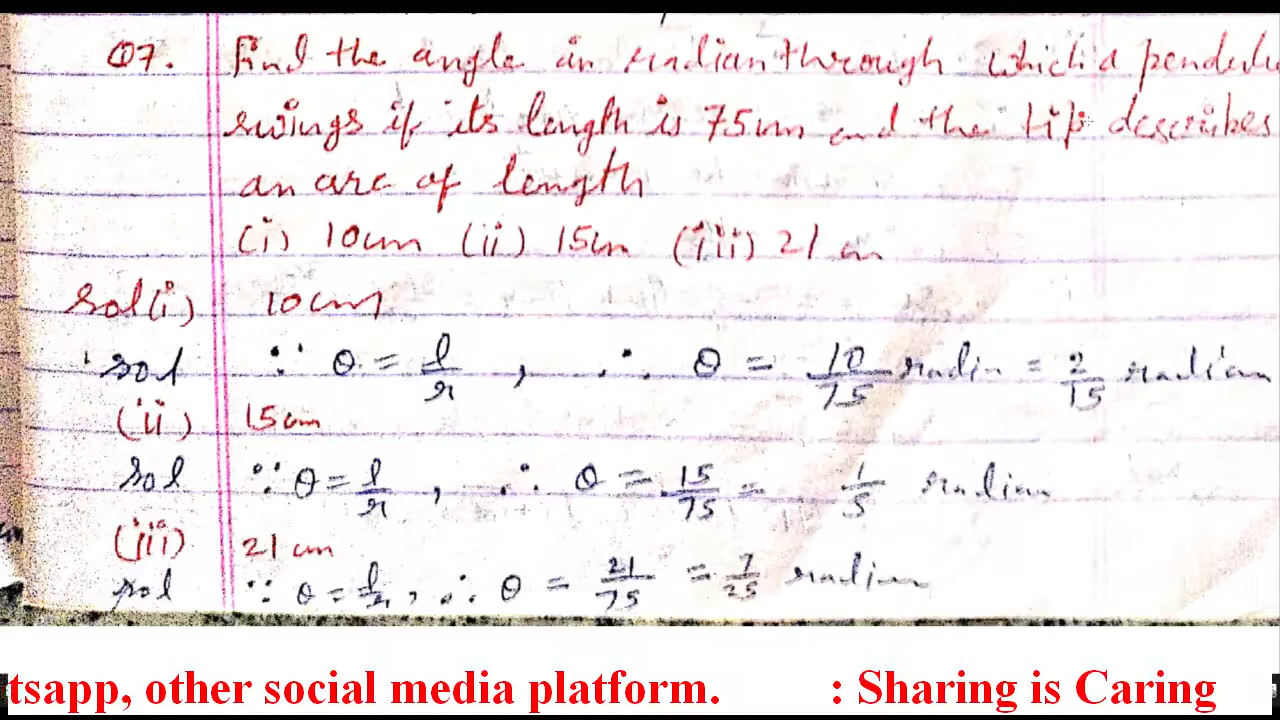 Q7. Find the angle in radian through which a pendulu
swings if its length is 75cm and the tip describes
an arc of length
(i) 10cm (ii) 15cm (iii) 21 cm
sol(i) 10cm
sol ∵ θ = l/r , ∴ θ = 10/75 radin = 2/15 radian
(ii) 15cm
sol ∵ θ = l/r , ∴ θ = 15/75 = 1/5 radian
(iii) 21 cm
sol ∵ θ = l/r , ∴ θ = 21/75 = 7/25 radian
tsapp, other social media platform. : Sharing is Caring